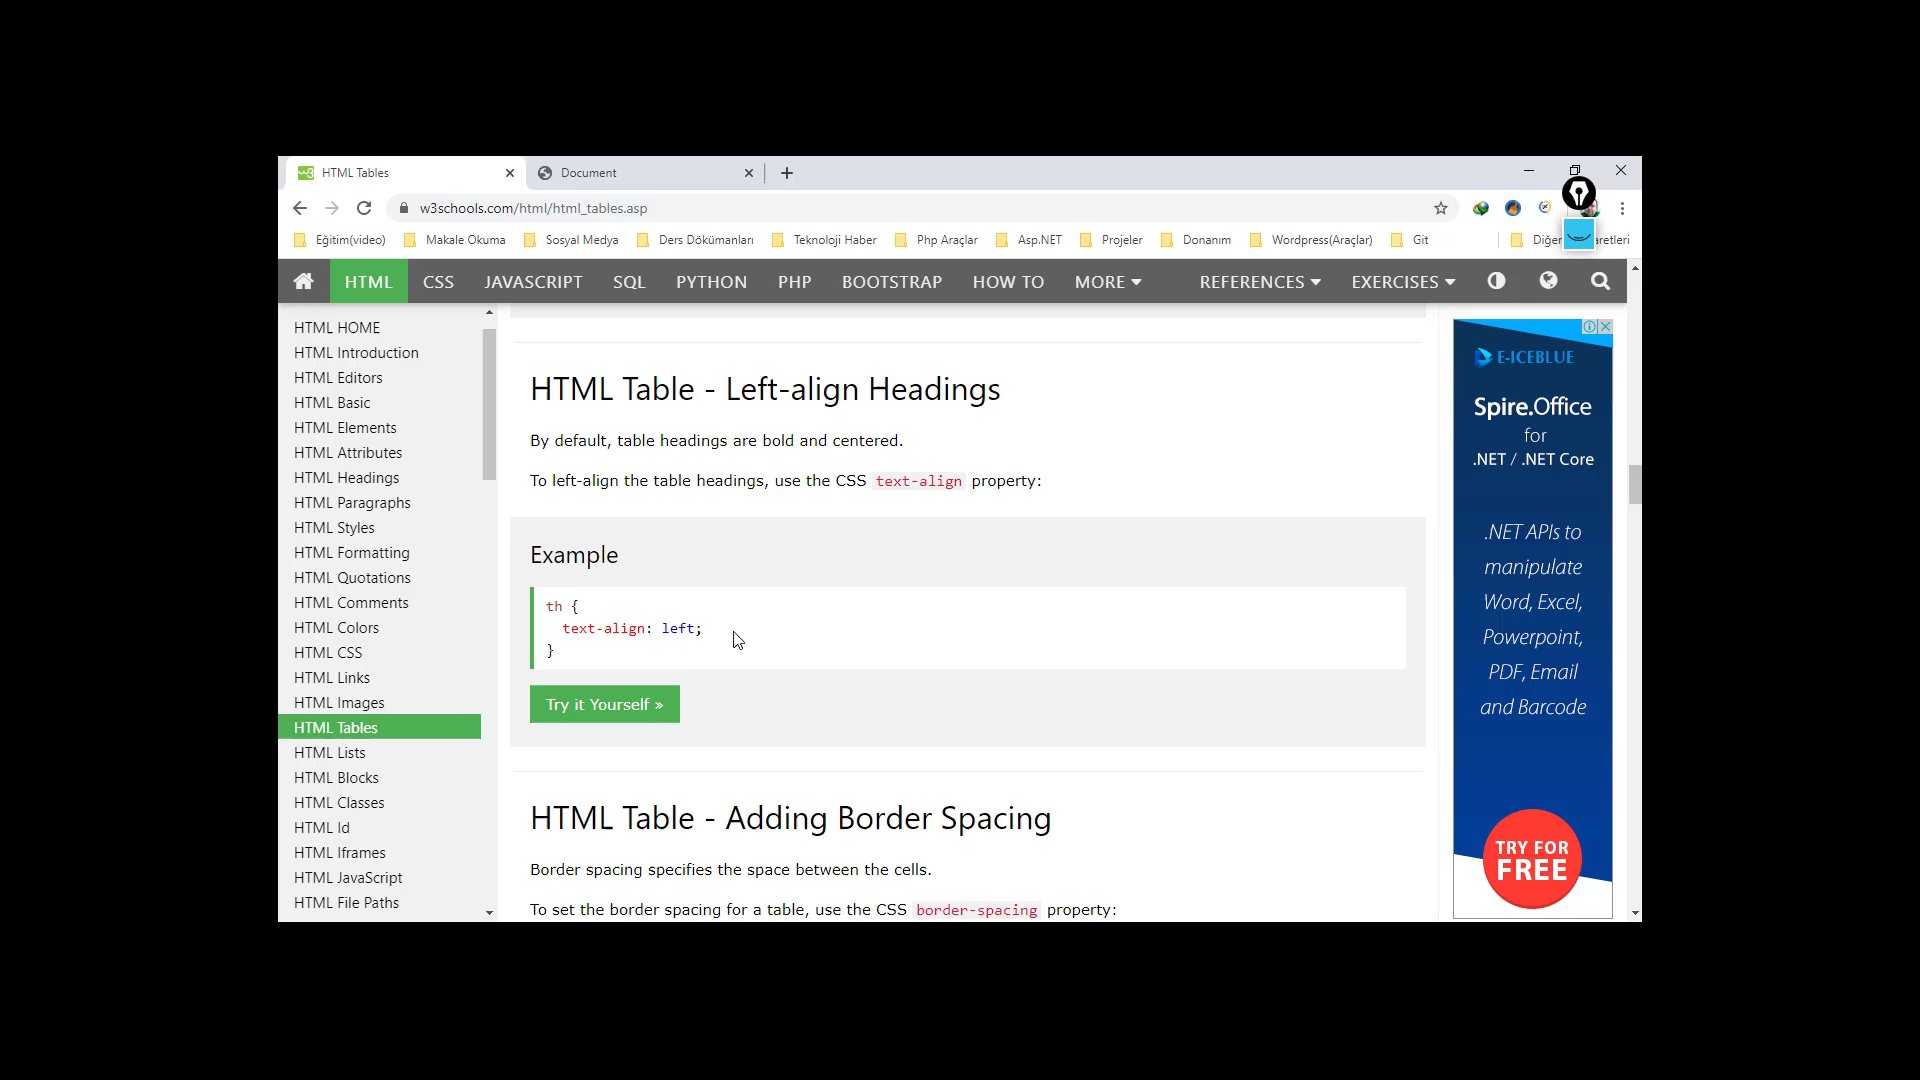 HTML Tables
Document
w3schools.com/html/html_tables.asp
Eğitim(video)
Makale Okuma
Sosyal Medya
Ders Dökümanları
Teknoloji Haber
Php Araçlar
Asp.NET
Projeler
Donanım
Wordpress(Araçlar)
Git
HTML
CSS
JAVASCRIPT
SQL
PYTHON
PHP
BOOTSTRAP
HOW TO
MORE
REFERENCES
EXERCISES
HTML HOME
HTML Introduction
HTML Editors
HTML Basic
HTML Elements
HTML Attributes
HTML Headings
HTML Paragraphs
HTML Styles
HTML Formatting
HTML Quotations
HTML Comments
HTML Colors
HTML CSS
HTML Links
HTML Images
HTML Tables
HTML Lists
HTML Blocks
HTML Classes
HTML Id
HTML Iframes
HTML JavaScript
HTML File Paths
HTML Table - Left-align Headings
By default, table headings are bold and centered.
To left-align the table headings, use the CSS text-align property:
Example
th {
text-align: left;
}
Try it Yourself »
HTML Table - Adding Border Spacing
Border spacing specifies the space between the cells.
To set the border spacing for a table, use the CSS border-spacing property:
E-ICEBLUE
Spire.Office
for
.NET / .NET Core
.NET APIs to
manipulate
Word, Excel,
Powerpoint,
PDF, Email
and Barcode
TRY FOR
FREE